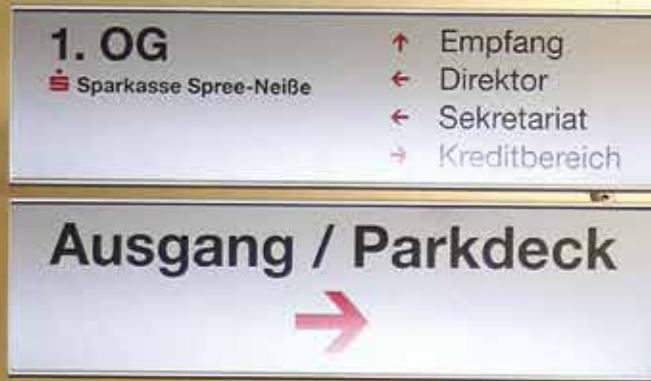 1. OG
Sparkasse Spree-Neiße
↑ Empfang
← Direktor
← Sekretariat
→ Kreditbereich
Ausgang / Parkdeck
→